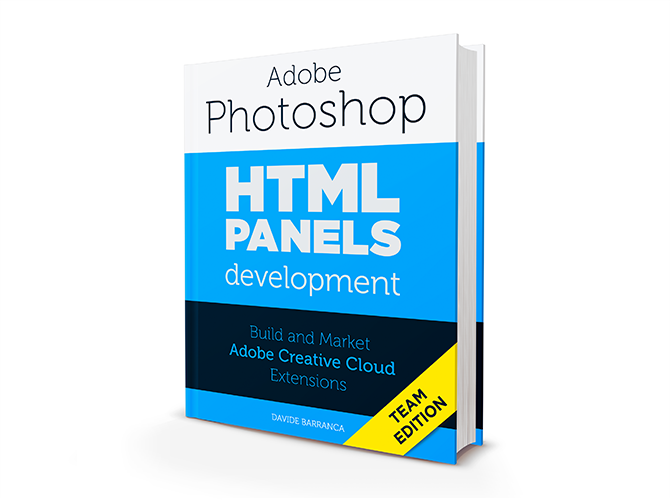 Adobe
Photoshop
HTML
PANELS
development
Build and Market
Adobe Creative Cloud
Extensions
DAVIDE BARRANCA
TEAM
EDITION